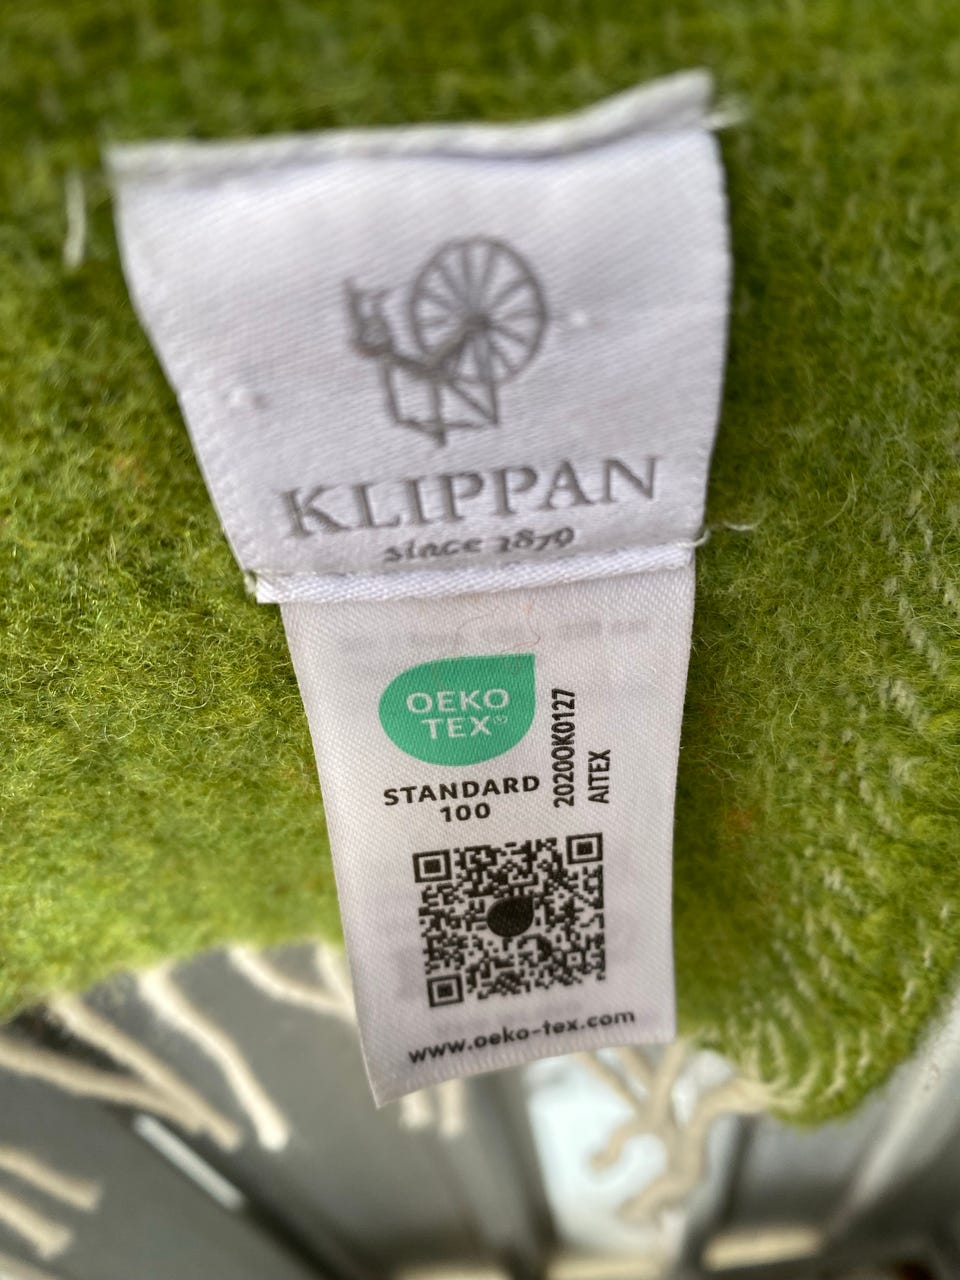 KLIPPAN
since 1879
OEKO
TEX®
STANDARD
100
2020OK0127
AITEX
www.oeko-tex.com